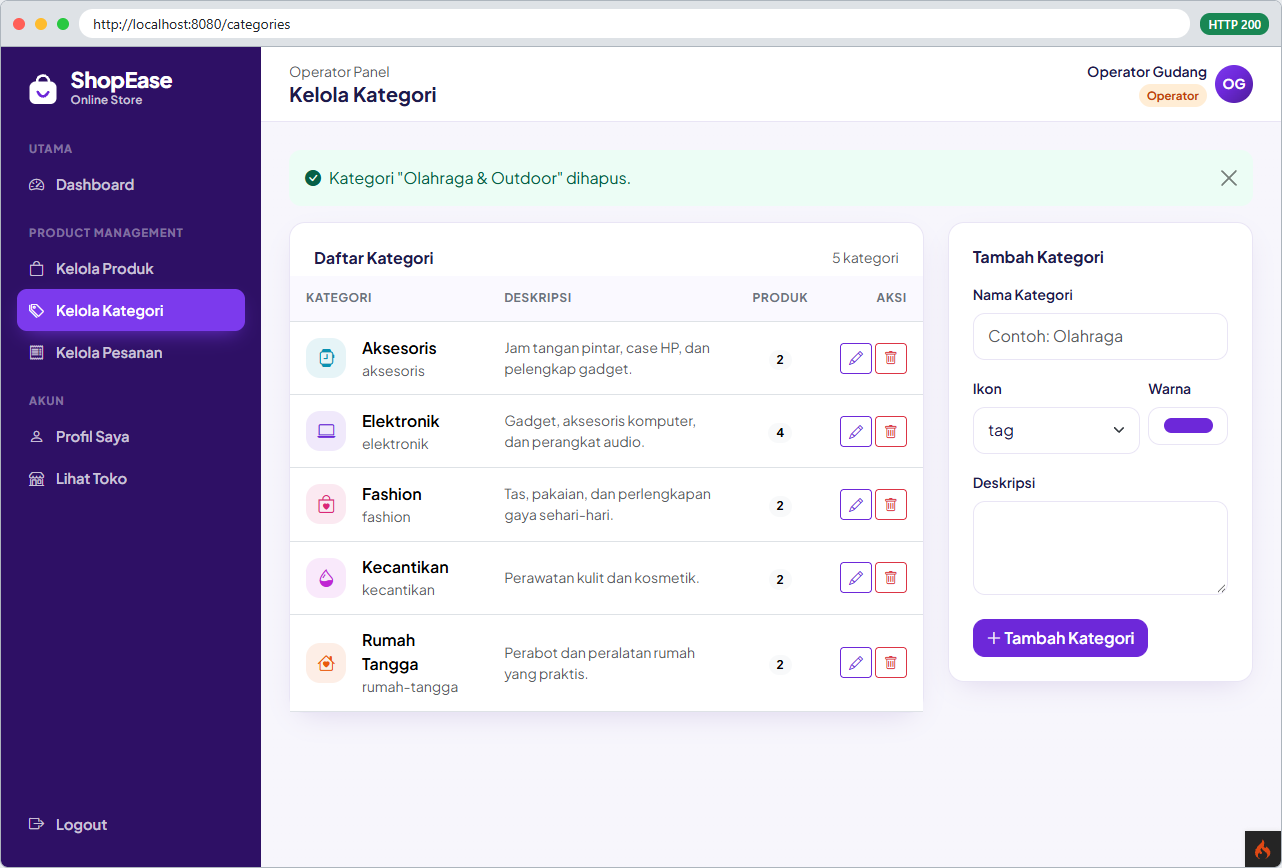 http://localhost:8080/categories
HTTP 200
ShopEase
Online Store
UTAMA
Dashboard
PRODUCT MANAGEMENT
Kelola Produk
Kelola Kategori
Kelola Pesanan
AKUN
Profil Saya
Lihat Toko
Logout
Operator Panel
Kelola Kategori
Operator Gudang
Operator
OG
Kategori "Olahraga & Outdoor" dihapus.
Daftar Kategori
5 kategori
KATEGORI DESKRIPSI PRODUK AKSI
Aksesoris
aksesoris
Jam tangan pintar, case HP, dan
pelengkap gadget.
2
Elektronik
elektronik
Gadget, aksesoris komputer,
dan perangkat audio.
4
Fashion
fashion
Tas, pakaian, dan perlengkapan
gaya sehari-hari.
2
Kecantikan
kecantikan
Perawatan kulit dan kosmetik.
2
Rumah
Tangga
rumah-tangga
Perabot dan peralatan rumah
yang praktis.
2
Tambah Kategori
Nama Kategori
Contoh: Olahraga
Ikon
Warna
tag
Deskripsi
+ Tambah Kategori